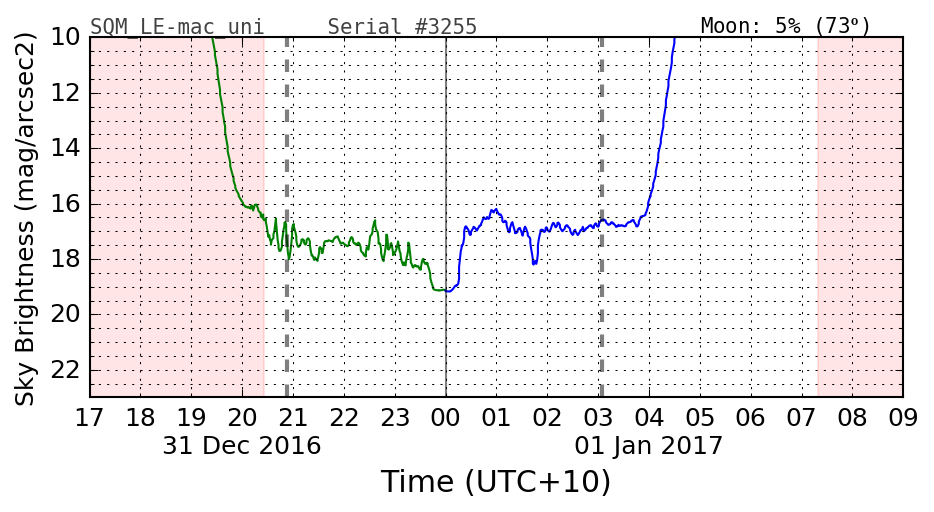 SQM_LE-mac_uni Serial #3255 Moon: 5% (73°)
Sky Brightness (mag/arcsec2)
10
12
14
16
18
20
22
17 18 19 20 21 22 23 00 01 02 03 04 05 06 07 08 09
31 Dec 2016 01 Jan 2017
Time (UTC+10)